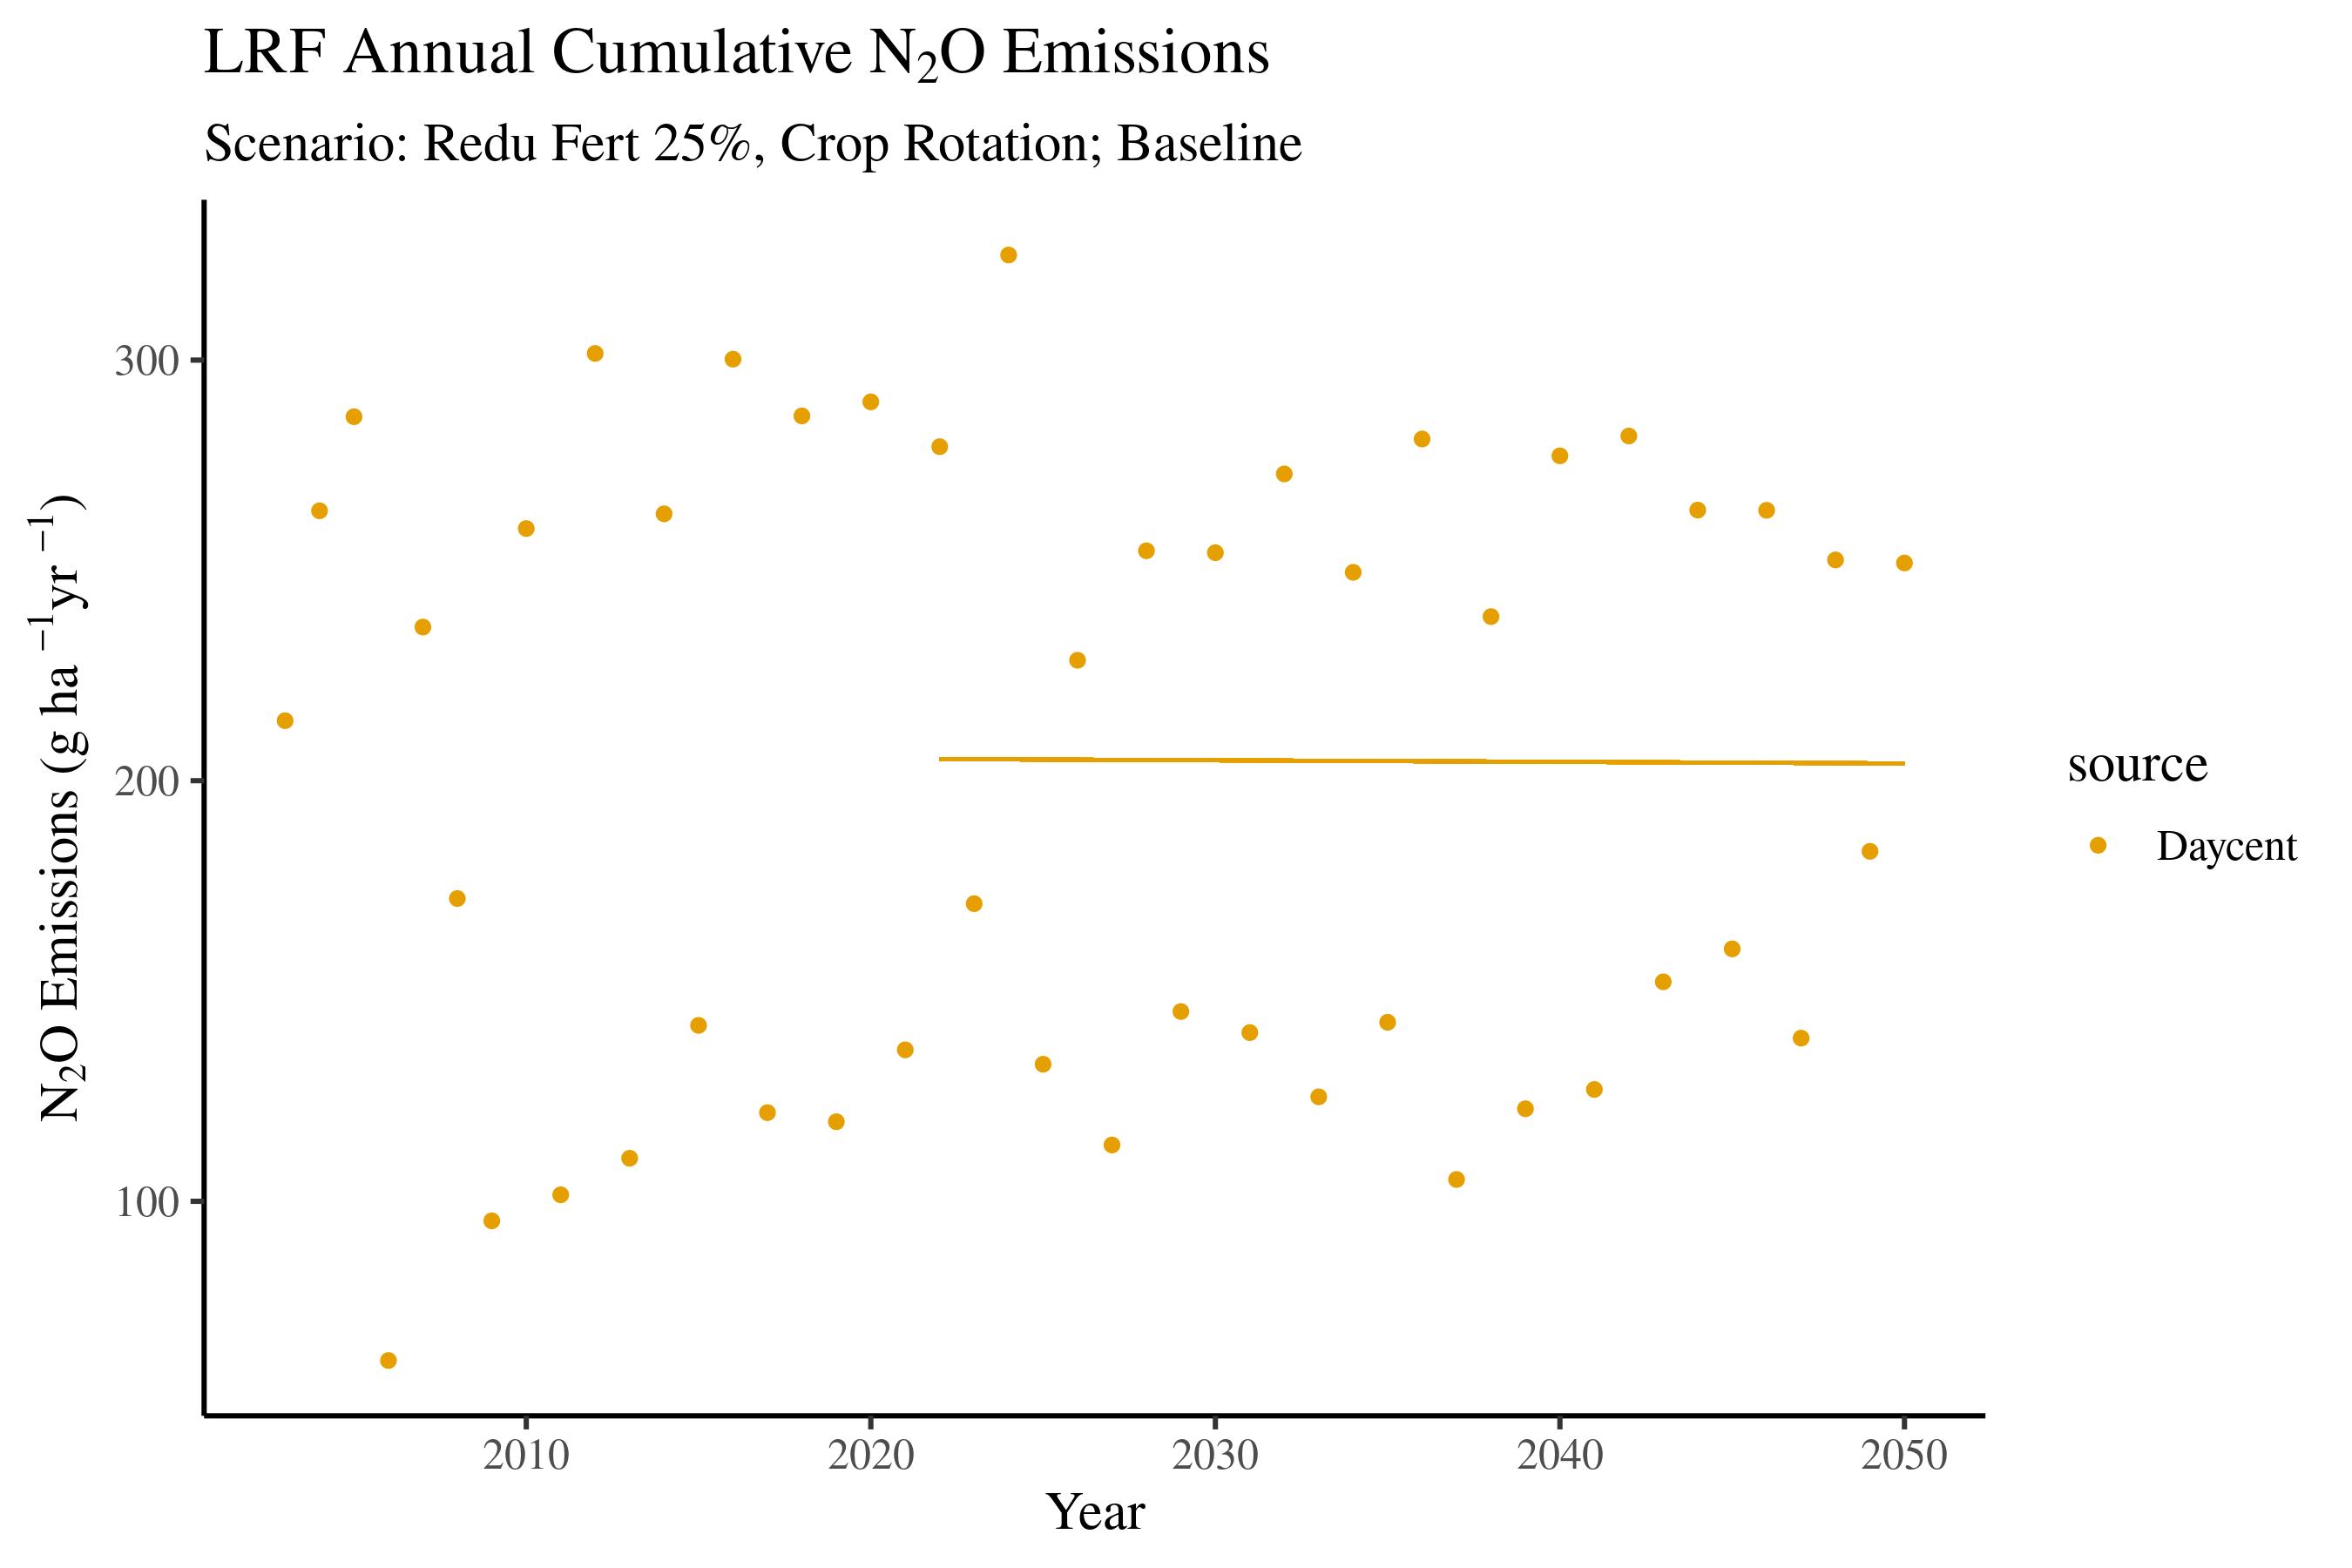 LRF Annual Cumulative N₂O Emissions
Scenario: Redu Fert 25%, Crop Rotation; Baseline
N₂O Emissions (g ha ⁻¹yr ⁻¹)
300
200
100
2010
2020
2030
2040
2050
Year
source
Daycent